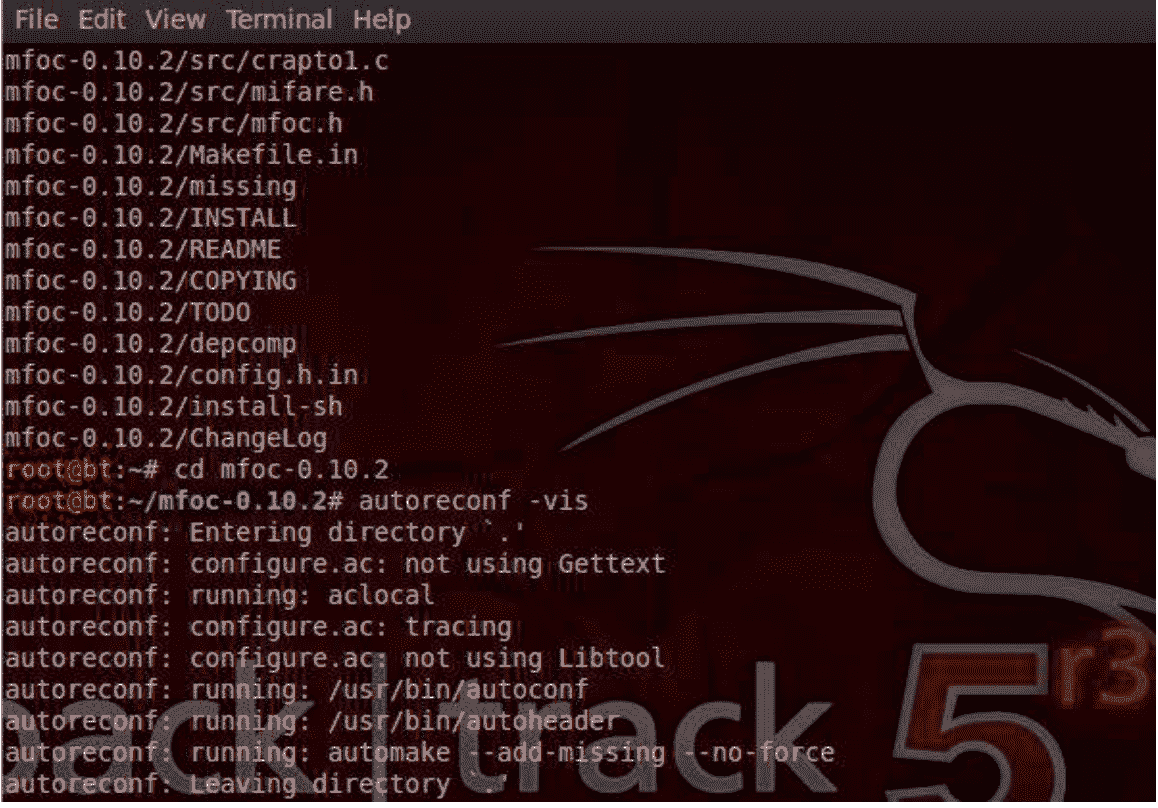 File Edit View Terminal Help
mfoc-0.10.2/src/crapto1.c
mfoc-0.10.2/src/mifare.h
mfoc-0.10.2/src/mfoc.h
mfoc-0.10.2/Makefile.in
mfoc-0.10.2/missing
mfoc-0.10.2/INSTALL
mfoc-0.10.2/README
mfoc-0.10.2/COPYING
mfoc-0.10.2/TODO
mfoc-0.10.2/depcomp
mfoc-0.10.2/config.h.in
mfoc-0.10.2/install-sh
mfoc-0.10.2/ChangeLog
root@bt:~# cd mfoc-0.10.2
root@bt:~/mfoc-0.10.2# autoreconf -vis
autoreconf: Entering directory `.'
autoreconf: configure.ac: not using Gettext
autoreconf: running: aclocal
autoreconf: configure.ac: tracing
autoreconf: configure.ac: not using Libtool
autoreconf: running: /usr/bin/autoconf
autoreconf: running: /usr/bin/autoheader
autoreconf: running: automake --add-missing --no-force
autoreconf: Leaving directory `.'
ack | track 5 r3